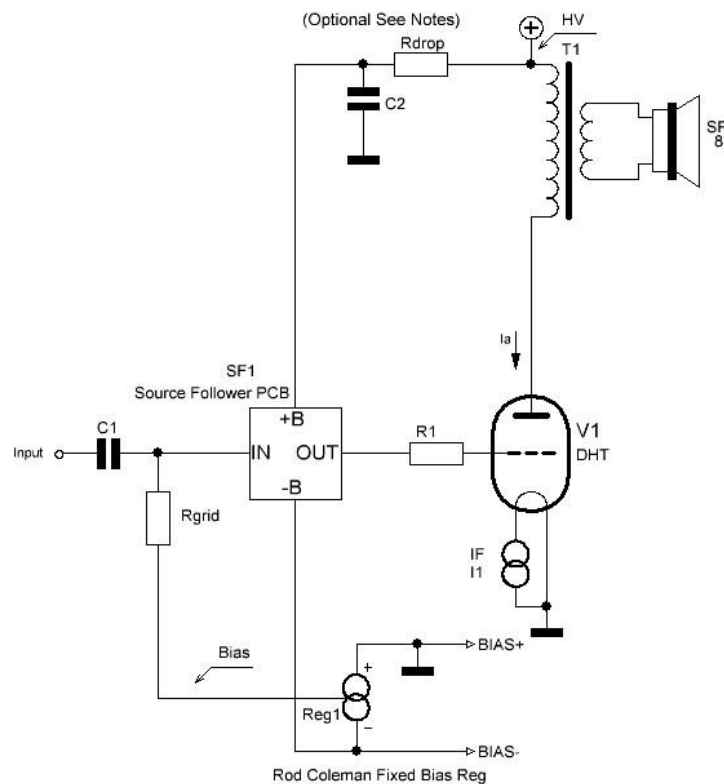 (Optional See Notes)
HV
Rdrop
T1
C2
SP
8
Ia
SF1
Source Follower PCB
+B
C1
R1
V1
Input
IN
OUT
DHT
-B
Rgrid
IF
I1
Bias
+
BIAS+
Reg1
−
BIAS-
Rod Coleman Fixed Bias Reg